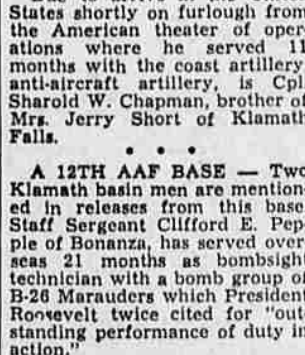 States shortly on furlough from
the American theater of oper-
ations where he served 11
months with the coast artillery
anti-aircraft artillery, is Cpl.
Sharold W. Chapman, brother of
Mrs. Jerry Short of Klamath
Falls.
• • •
A 12TH AAF BASE — Two
Klamath basin men are mention-
ed in releases from this base.
Staff Sergeant Clifford E. Pep-
ple of Bonanza, has served over-
seas 21 months as bombsight
technician with a bomb group of
B-26 Marauders which President
Roosevelt twice cited for "out-
standing performance of duty in
action."